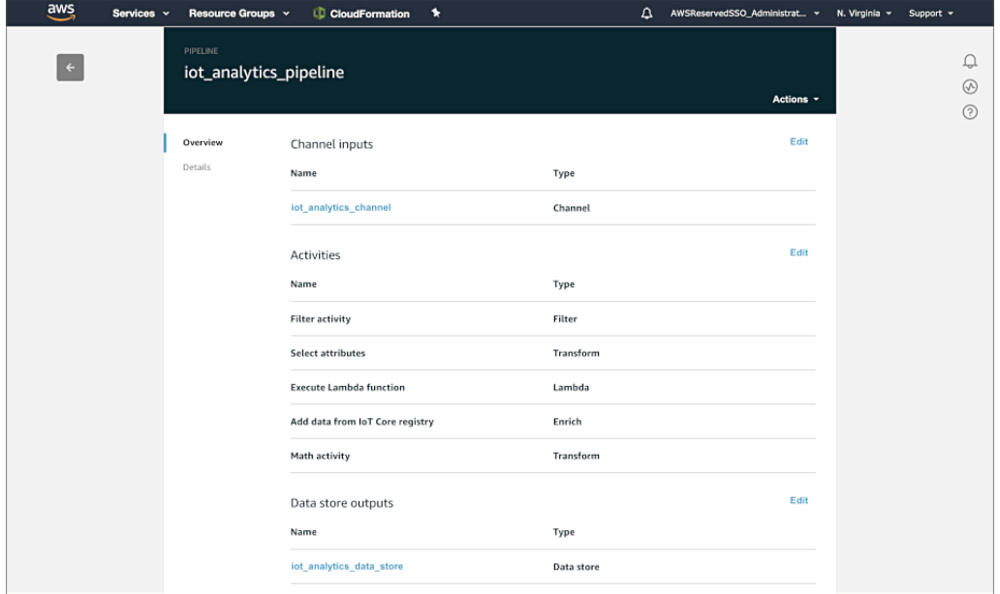 aws Services Resource Groups CloudFormation AWSReservedSSO_Administrat... N. Virginia Support
PIPELINE
iot_analytics_pipeline
Actions
Overview
Details
Channel inputs Edit
Name Type
iot_analytics_channel Channel
Activities Edit
Name Type
Filter activity Filter
Select attributes Transform
Execute Lambda function Lambda
Add data from IoT Core registry Enrich
Math activity Transform
Data store outputs Edit
Name Type
iot_analytics_data_store Data store